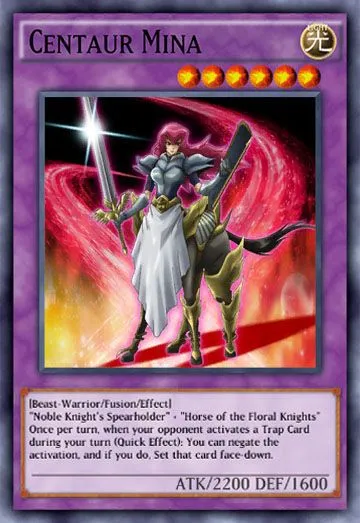 CENTAUR MINA
光
[Beast-Warrior/Fusion/Effect]
"Noble Knight's Spearholder" + "Horse of the Floral Knights"
Once per turn, when your opponent activates a Trap Card
during your turn (Quick Effect): You can negate the
activation, and if you do, Set that card face-down.
ATK/2200 DEF/1600